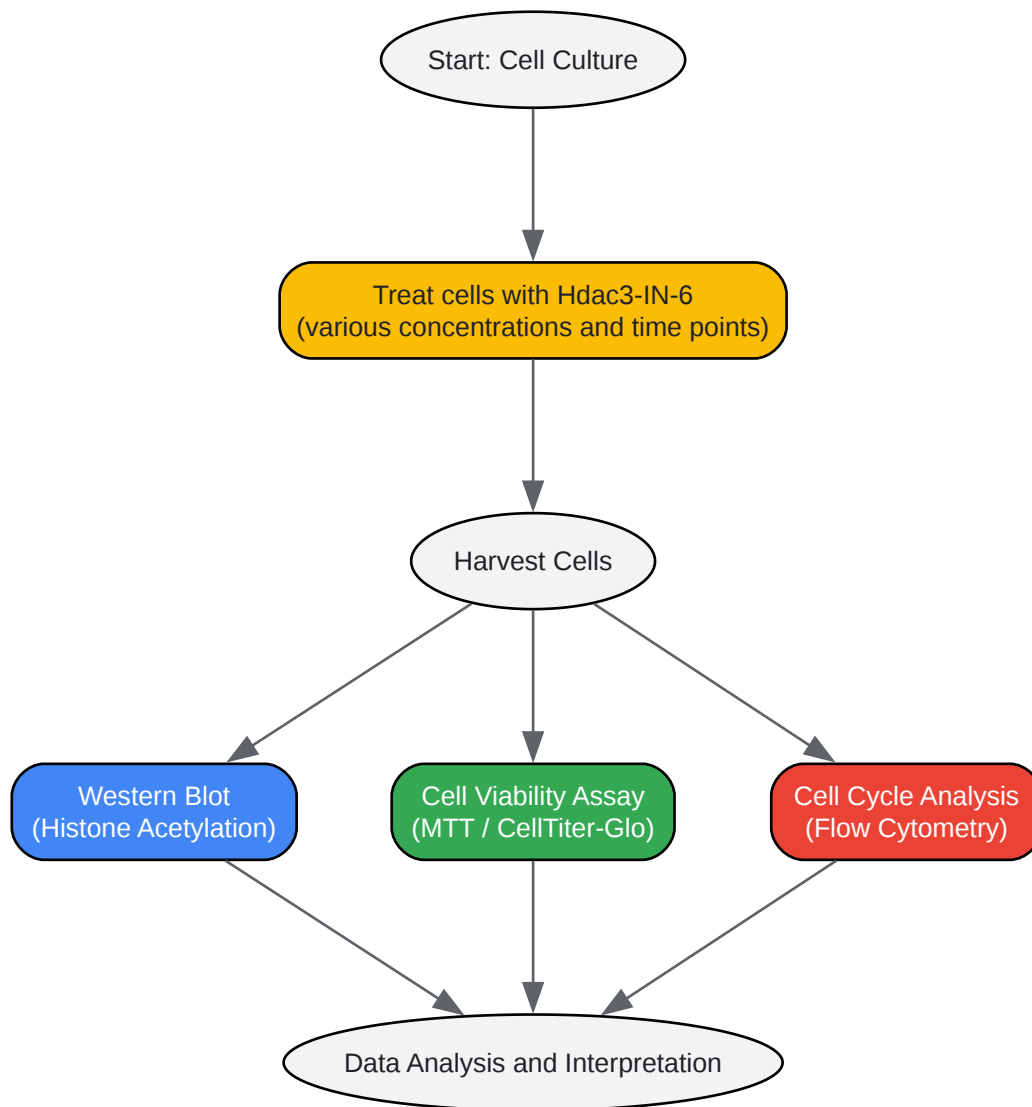 Start: Cell Culture
Treat cells with Hdac3-IN-6
(various concentrations and time points)
Harvest Cells
Western Blot
(Histone Acetylation)
Cell Viability Assay
(MTT / CellTiter-Glo)
Cell Cycle Analysis
(Flow Cytometry)
Data Analysis and Interpretation